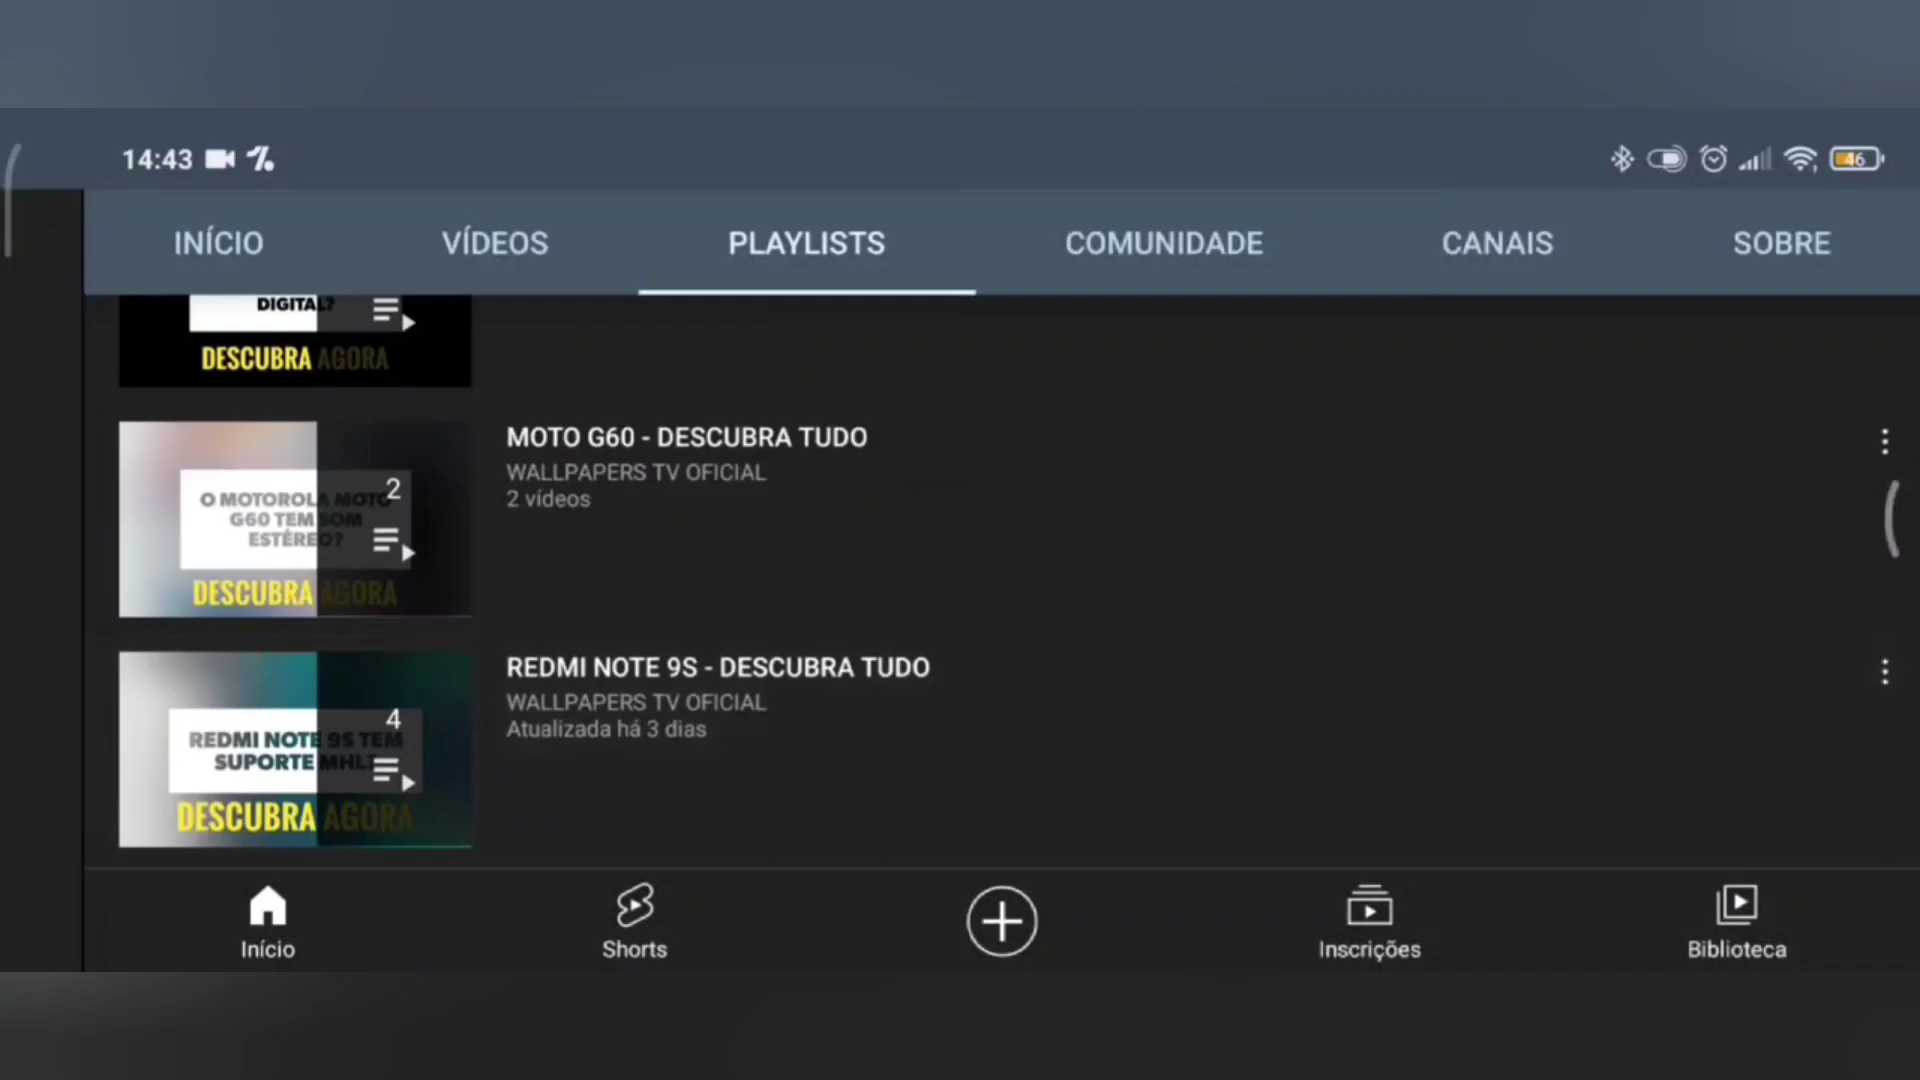 14:43
46
INÍCIO VÍDEOS PLAYLISTS COMUNIDADE CANAIS SOBRE
DIGITAL?
DESCUBRA AGORA
MOTO G60 - DESCUBRA TUDO
WALLPAPERS TV OFICIAL
2 vídeos
2
O MOTOROLA MOTO
G60 TEM SOM
ESTÉREO?
DESCUBRA AGORA
REDMI NOTE 9S - DESCUBRA TUDO
WALLPAPERS TV OFICIAL
Atualizada há 3 dias
4
REDMI NOTE 9S TEM
SUPORTE MHL?
DESCUBRA AGORA
Início Shorts Inscrições Biblioteca